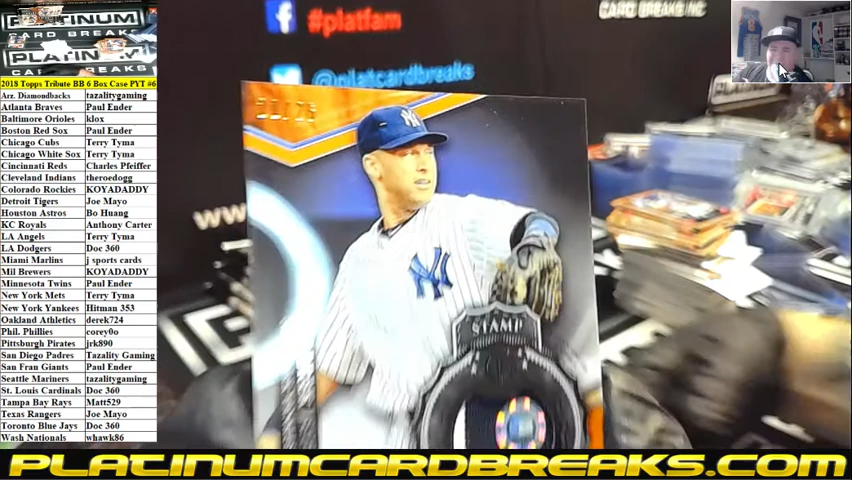 PLATINUM
CARD BREAKS
PLATINUM
CARD BREAKS
#platfam
@platcardbreaks
CARD BREAKS NC
www
NY
STAMP
2018 Topps Tribute BB 6 Box Case PYT #6
Arz. Diamondbacks tazalitygaming
Atlanta Braves Paul Ender
Baltimore Orioles klox
Boston Red Sox Paul Ender
Chicago Cubs Terry Tyma
Chicago White Sox Terry Tyma
Cincinnati Reds Charles Pfeiffer
Cleveland Indians theroedogg
Colorado Rockies KOYADADDY
Detroit Tigers Joe Mayo
Houston Astros Bo Huang
KC Royals Anthony Carter
LA Angels Terry Tyma
LA Dodgers Doc 360
Miami Marlins j sports cards
Mil Brewers KOYADADDY
Minnesota Twins Paul Ender
New York Mets Terry Tyma
New York Yankees Hitman 353
Oakland Athletics derek724
Phil. Phillies corey0o
Pittsburgh Pirates jrk890
San Diego Padres Tazality Gaming
San Fran Giants Paul Ender
Seattle Mariners tazalitygaming
St. Louis Cardinals Doc 360
Tampa Bay Rays Matt529
Texas Rangers Joe Mayo
Toronto Blue Jays Doc 360
Wash Nationals whawk86
PLATINUMCARDBREAKS.COM